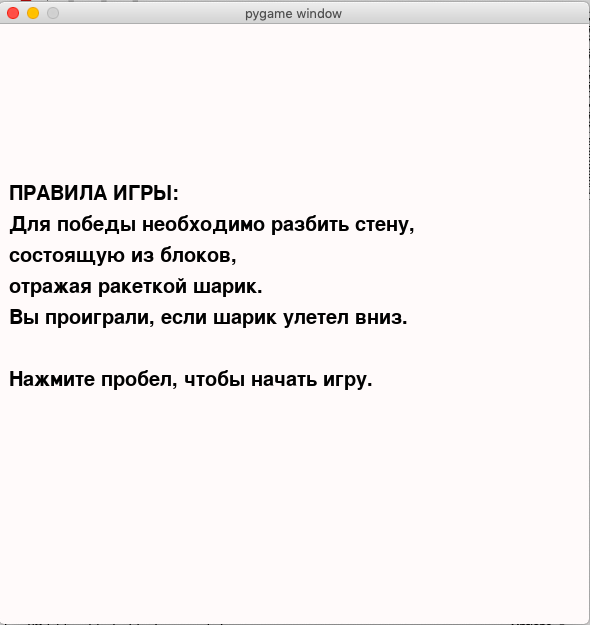 pygame window
ПРАВИЛА ИГРЫ:
Для победы необходимо разбить стену,
состоящую из блоков,
отражая ракеткой шарик.
Вы проиграли, если шарик улетел вниз.
Нажмите пробел, чтобы начать игру.